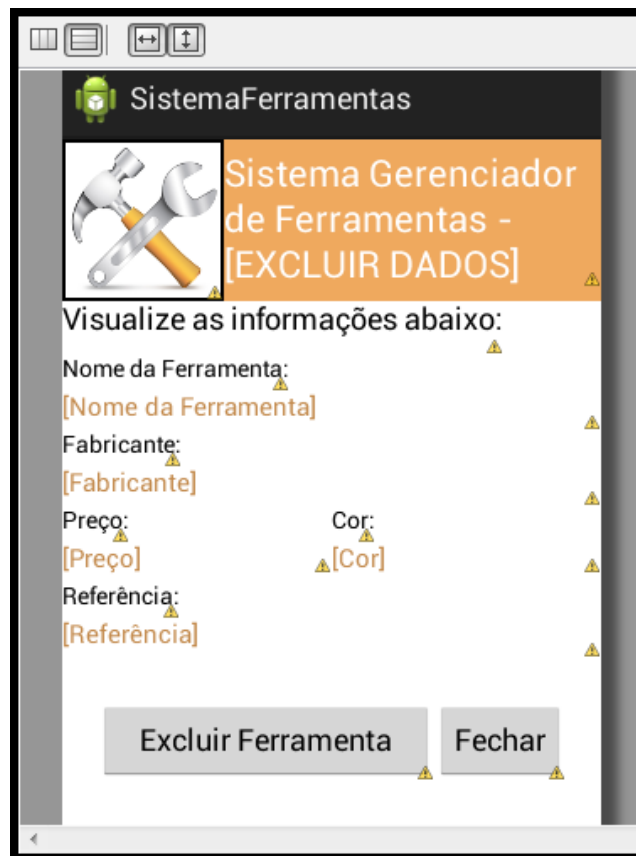 SistemaFerramentas
Sistema Gerenciador
de Ferramentas -
[EXCLUIR DADOS]
Visualize as informações abaixo:
Nome da Ferramenta:
[Nome da Ferramenta]
Fabricante:
[Fabricante]
Preço: Cor:
[Preço] [Cor]
Referência:
[Referência]
Excluir Ferramenta Fechar